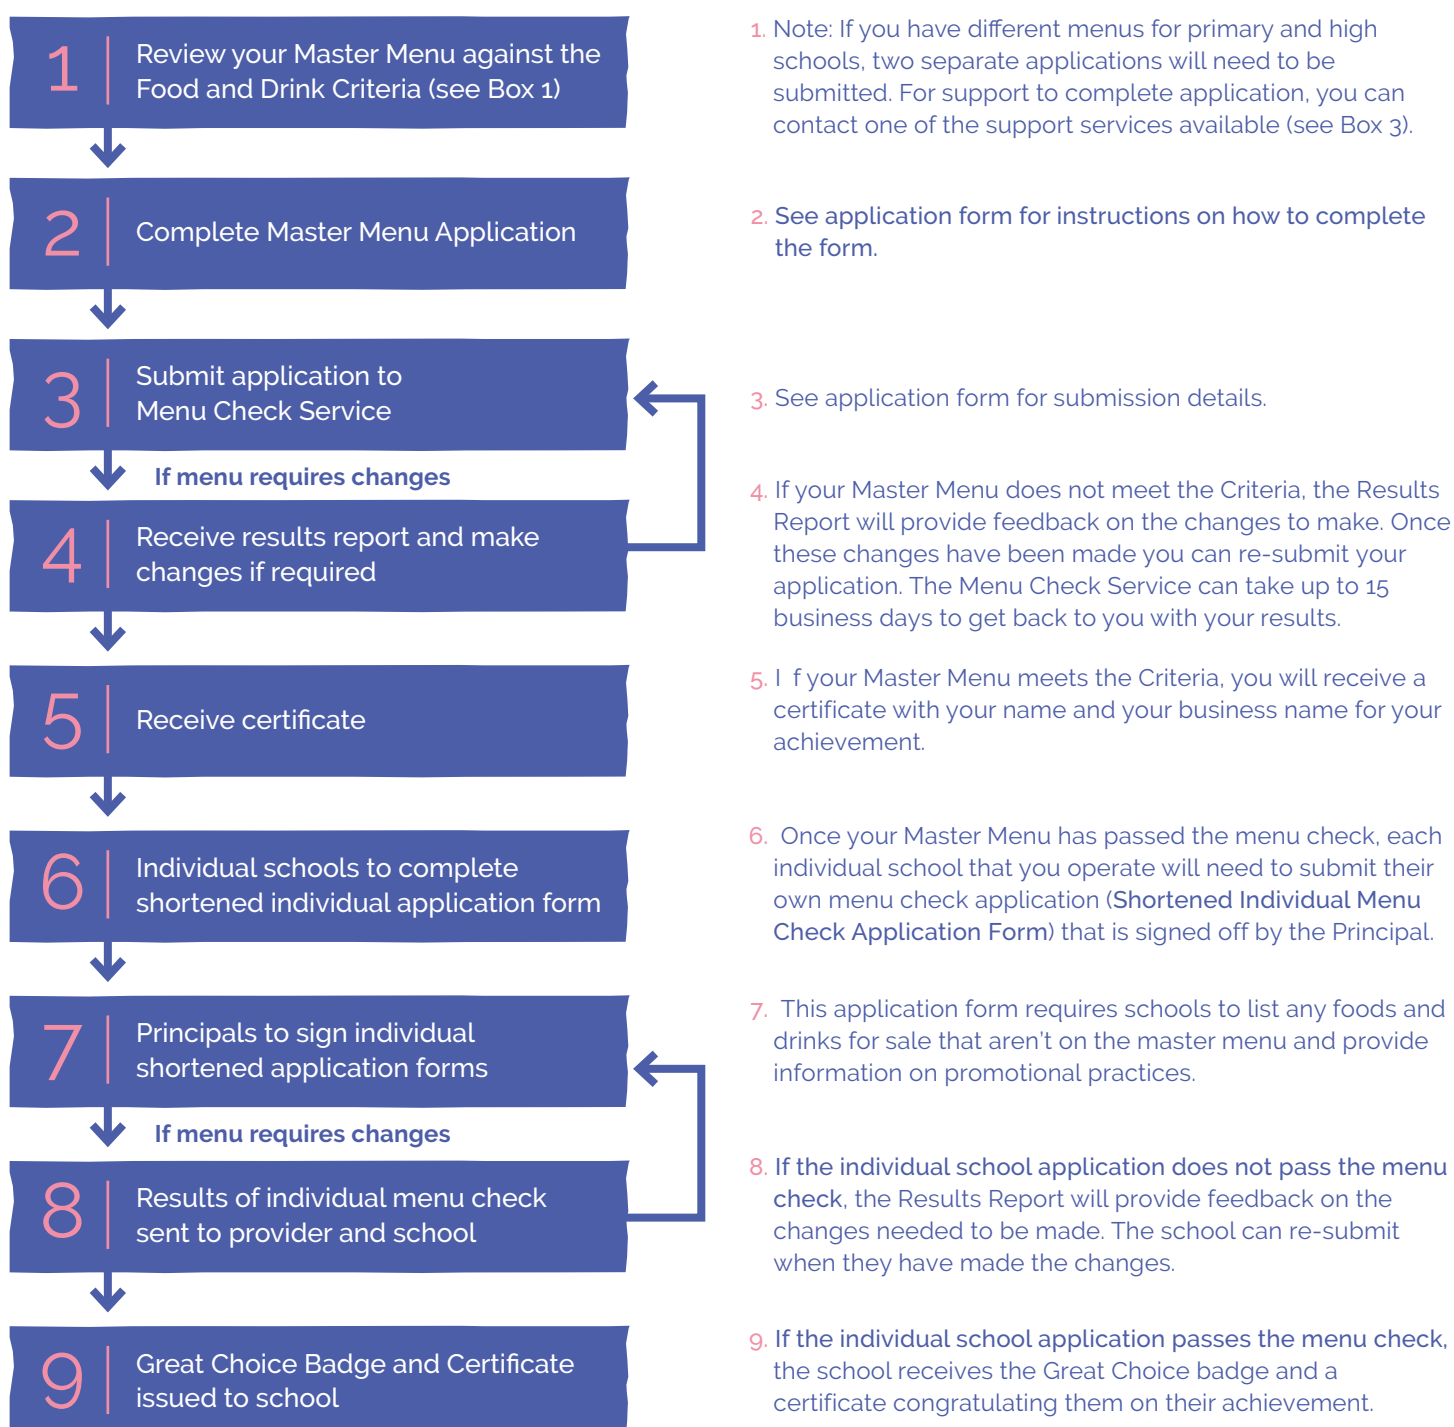 1
Review your Master Menu against the
Food and Drink Criteria (see Box 1)
1. Note: If you have different menus for primary and high
schools, two separate applications will need to be
submitted. For support to complete application, you can
contact one of the support services available (see Box 3).
2
Complete Master Menu Application
2. See application form for instructions on how to complete
the form.
3
Submit application to
Menu Check Service
3. See application form for submission details.
If menu requires changes
4
Receive results report and make
changes if required
4. If your Master Menu does not meet the Criteria, the Results
Report will provide feedback on the changes to make. Once
these changes have been made you can re-submit your
application. The Menu Check Service can take up to 15
business days to get back to you with your results.
5
Receive certificate
5. I f your Master Menu meets the Criteria, you will receive a
certificate with your name and your business name for your
achievement.
6
Individual schools to complete
shortened individual application form
6. Once your Master Menu has passed the menu check, each
individual school that you operate will need to submit their
own menu check application (Shortened Individual Menu
Check Application Form) that is signed off by the Principal.
7
Principals to sign individual
shortened application forms
7. This application form requires schools to list any foods and
drinks for sale that aren't on the master menu and provide
information on promotional practices.
If menu requires changes
8
Results of individual menu check
sent to provider and school
8. If the individual school application does not pass the menu
check, the Results Report will provide feedback on the
changes needed to be made. The school can re-submit
when they have made the changes.
9
Great Choice Badge and Certificate
issued to school
9. If the individual school application passes the menu check,
the school receives the Great Choice badge and a
certificate congratulating them on their achievement.